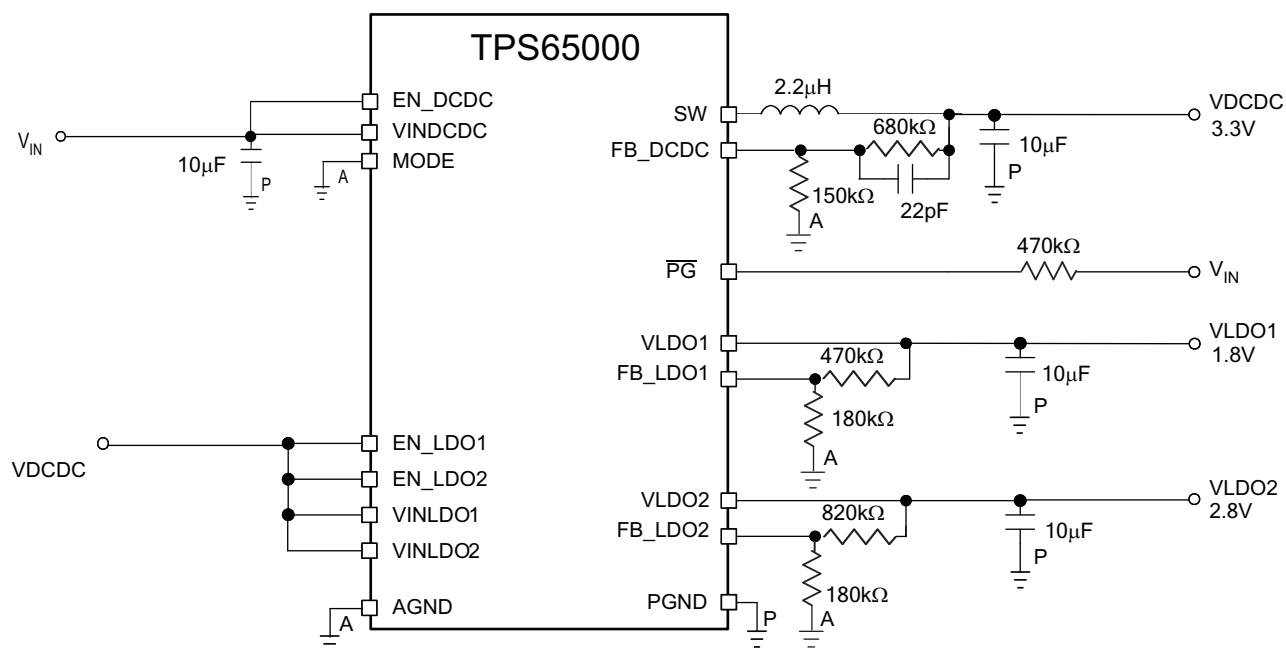 TPS65000
EN_DCDC
VINDCDC
MODE
VIN
10μF
P
A
SW
2.2μH
VDCDC
3.3V
FB_DCDC
680kΩ
10μF
P
150kΩ
22pF
A
PG
470kΩ
VIN
VLDO1
VLDO1
1.8V
FB_LDO1
470kΩ
10μF
P
180kΩ
A
VDCDC
EN_LDO1
EN_LDO2
VINLDO1
VINLDO2
VLDO2
VLDO2
2.8V
FB_LDO2
820kΩ
10μF
P
180kΩ
A
AGND
A
PGND
P